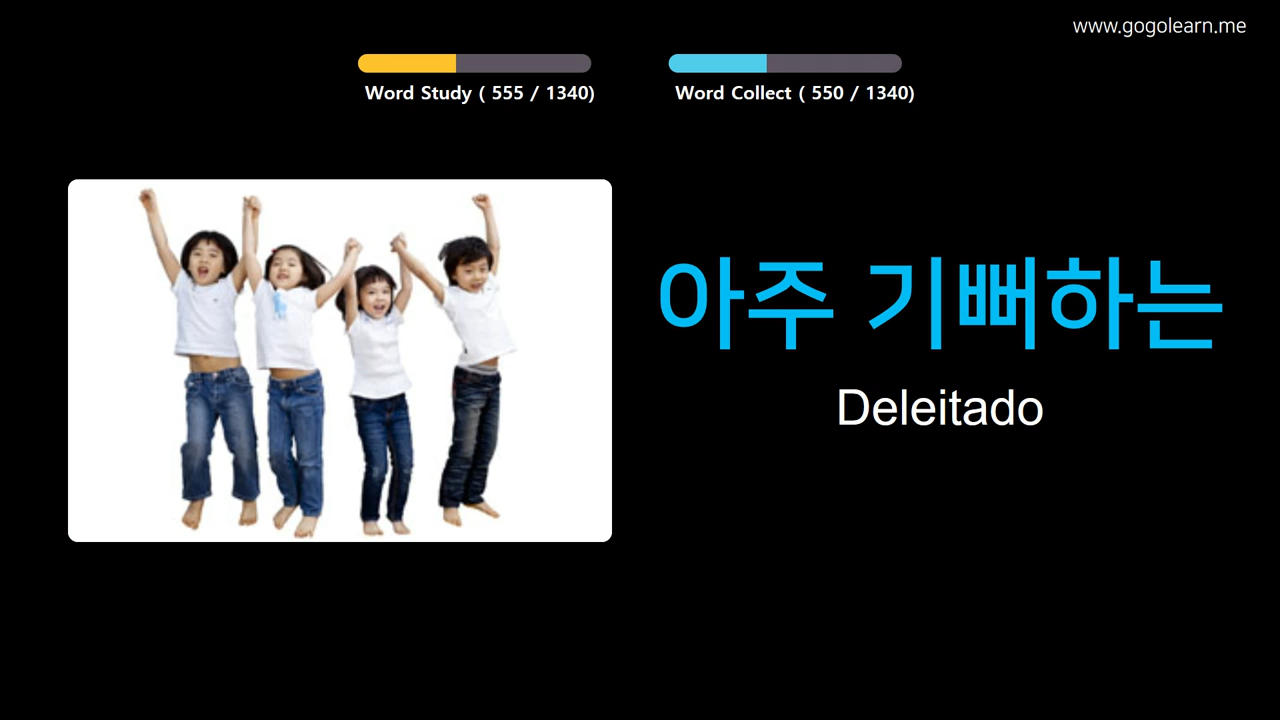 www.gogolearn.me
Word Study ( 555 / 1340)
Word Collect ( 550 / 1340)
아주 기뻐하는
Deleitado